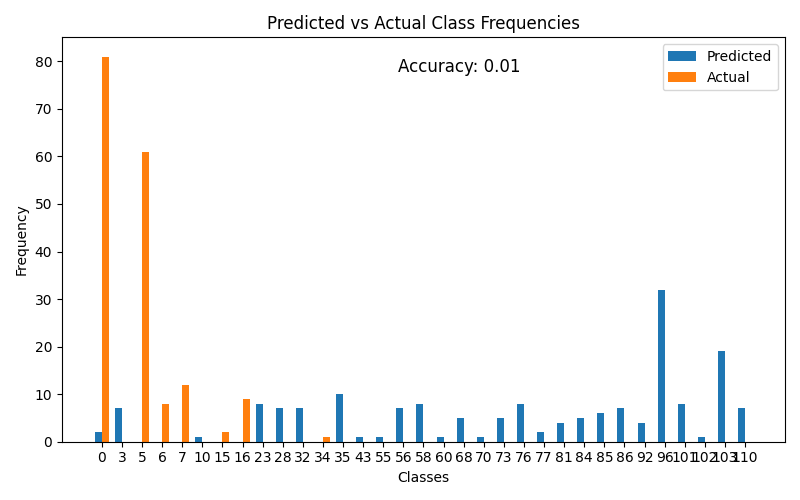 Predicted vs Actual Class Frequencies
Accuracy: 0.01
Predicted
Actual
Frequency
80
70
60
50
40
30
20
10
0
0 3 5 6 7 10 15 16 23 28 32 34 35 43 55 56 58 60 68 70 73 76 77 81 84 85 86 92 96 101 102 103 110
Classes